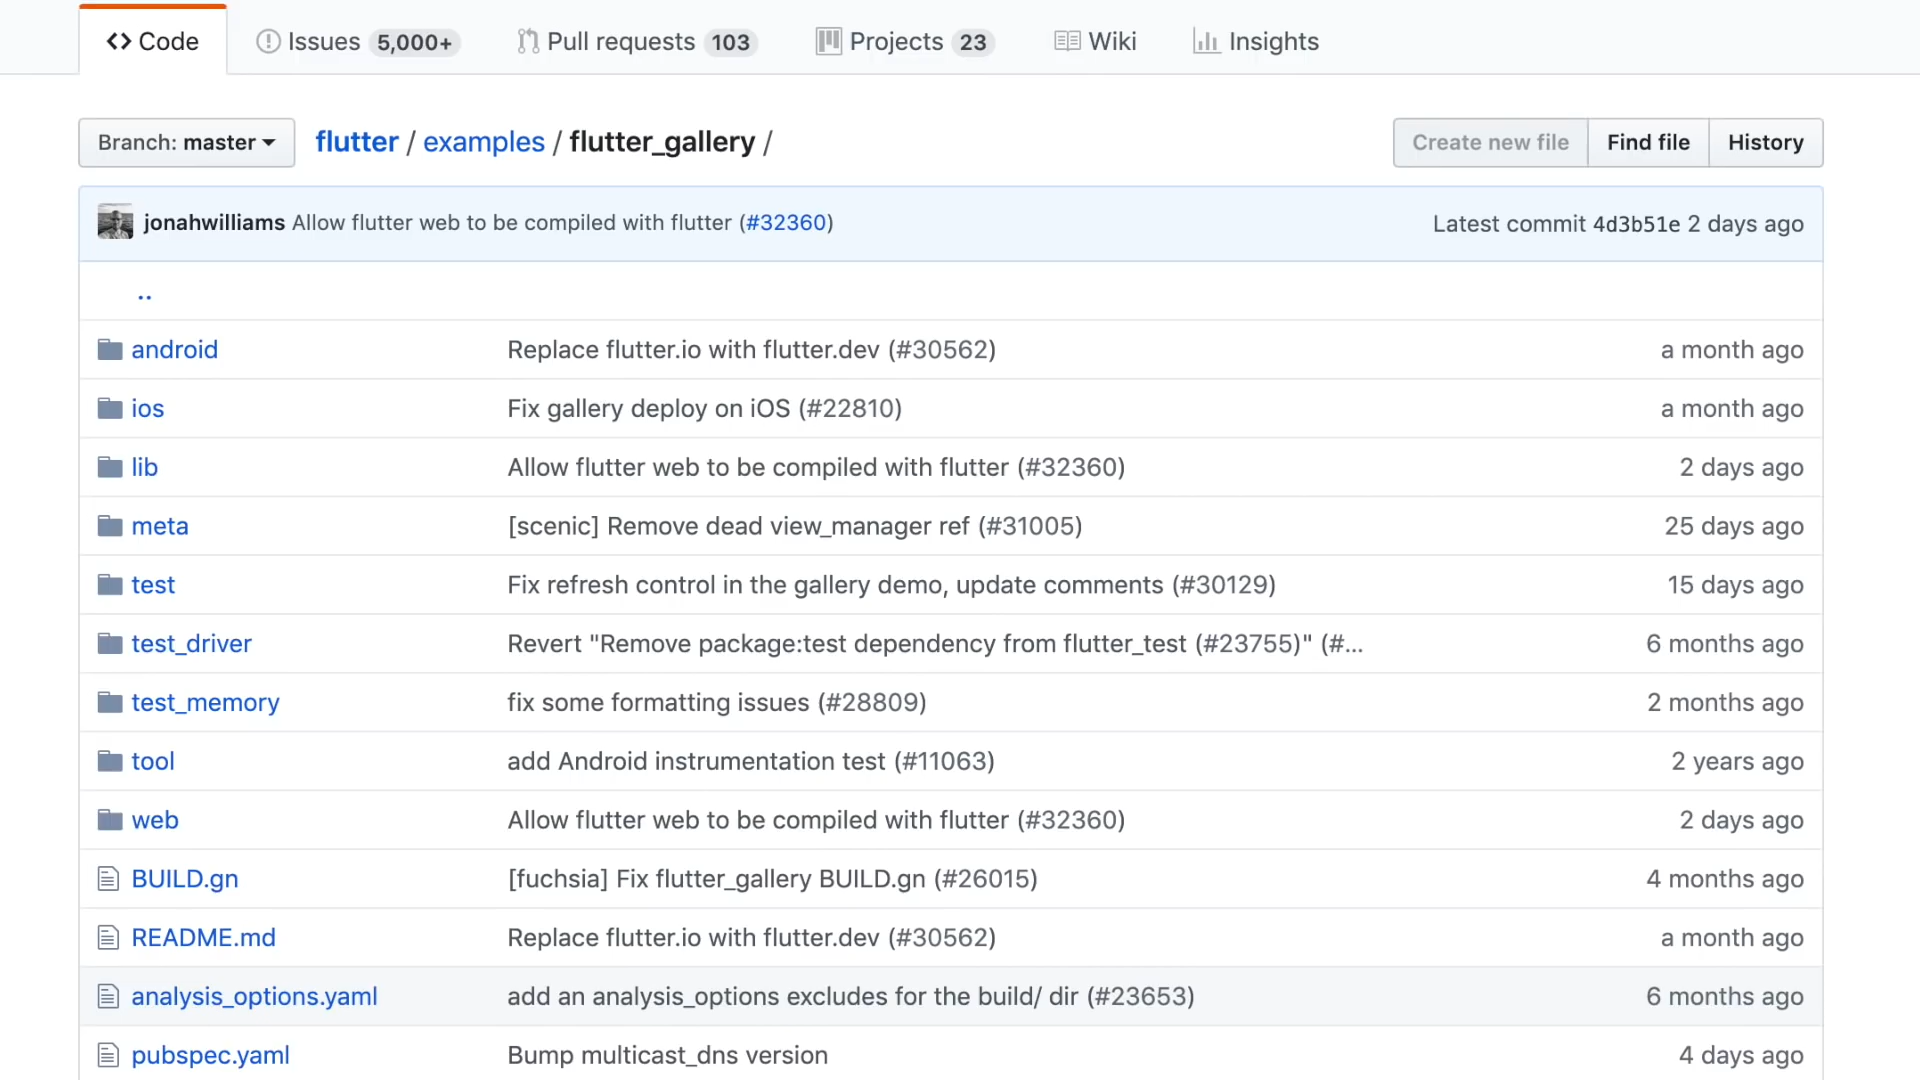 Code Issues 5,000+ Pull requests 103 Projects 23 Wiki Insights
Branch: master flutter / examples / flutter_gallery / Create new file Find file History
jonahwilliams Allow flutter web to be compiled with flutter (#32360) Latest commit 4d3b51e 2 days ago
..
android Replace flutter.io with flutter.dev (#30562) a month ago
ios Fix gallery deploy on iOS (#22810) a month ago
lib Allow flutter web to be compiled with flutter (#32360) 2 days ago
meta [scenic] Remove dead view_manager ref (#31005) 25 days ago
test Fix refresh control in the gallery demo, update comments (#30129) 15 days ago
test_driver Revert "Remove package:test dependency from flutter_test (#23755)" (#... 6 months ago
test_memory fix some formatting issues (#28809) 2 months ago
tool add Android instrumentation test (#11063) 2 years ago
web Allow flutter web to be compiled with flutter (#32360) 2 days ago
BUILD.gn [fuchsia] Fix flutter_gallery BUILD.gn (#26015) 4 months ago
README.md Replace flutter.io with flutter.dev (#30562) a month ago
analysis_options.yaml add an analysis_options excludes for the build/ dir (#23653) 6 months ago
pubspec.yaml Bump multicast_dns version 4 days ago